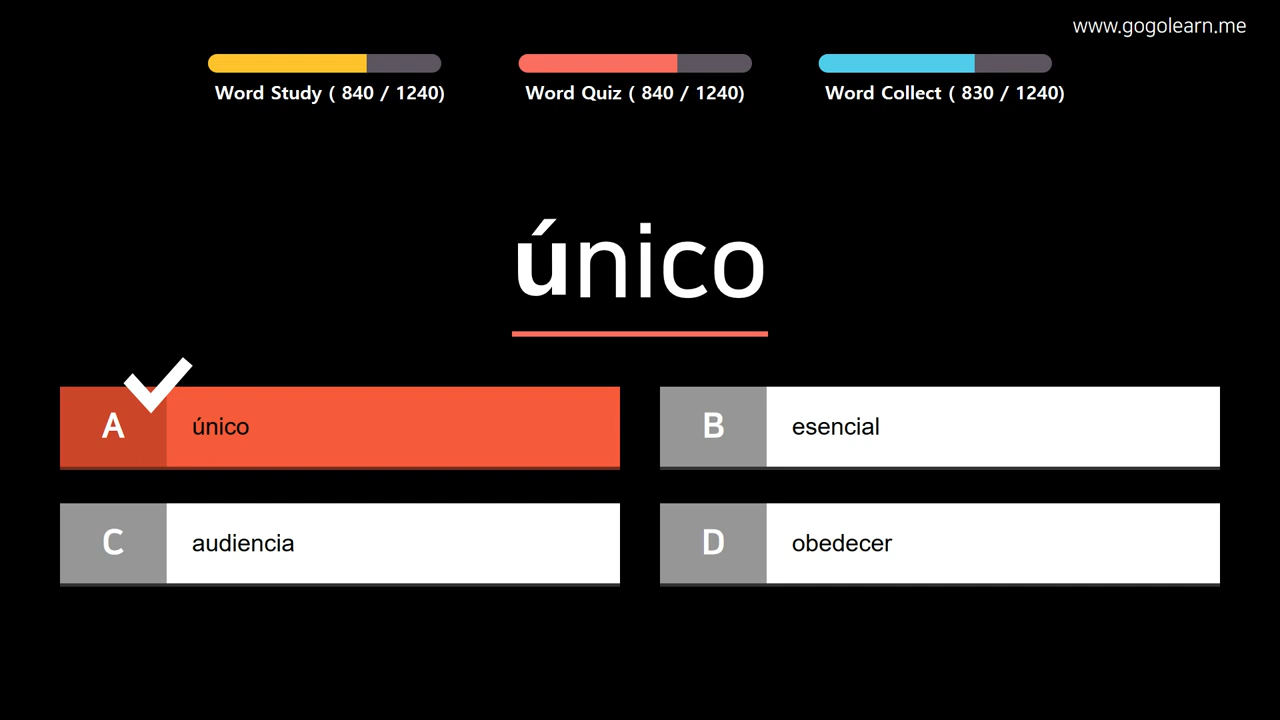 www.gogolearn.me
Word Study ( 840 / 1240)
Word Quiz ( 840 / 1240)
Word Collect ( 830 / 1240)
único
A único
B esencial
C audiencia
D obedecer